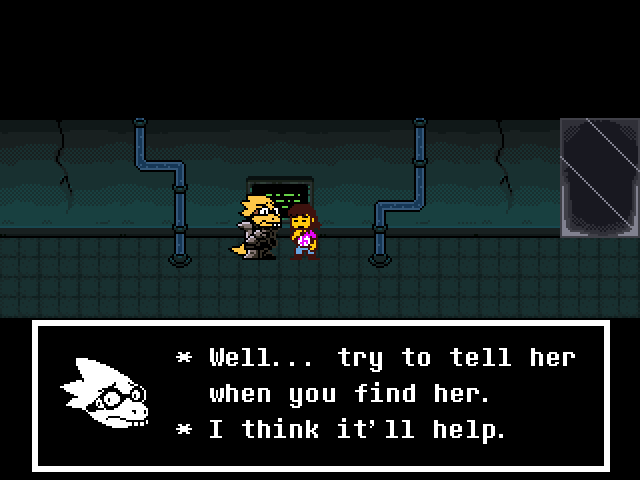 * Well... try to tell her
when you find her.
* I think it'll help.